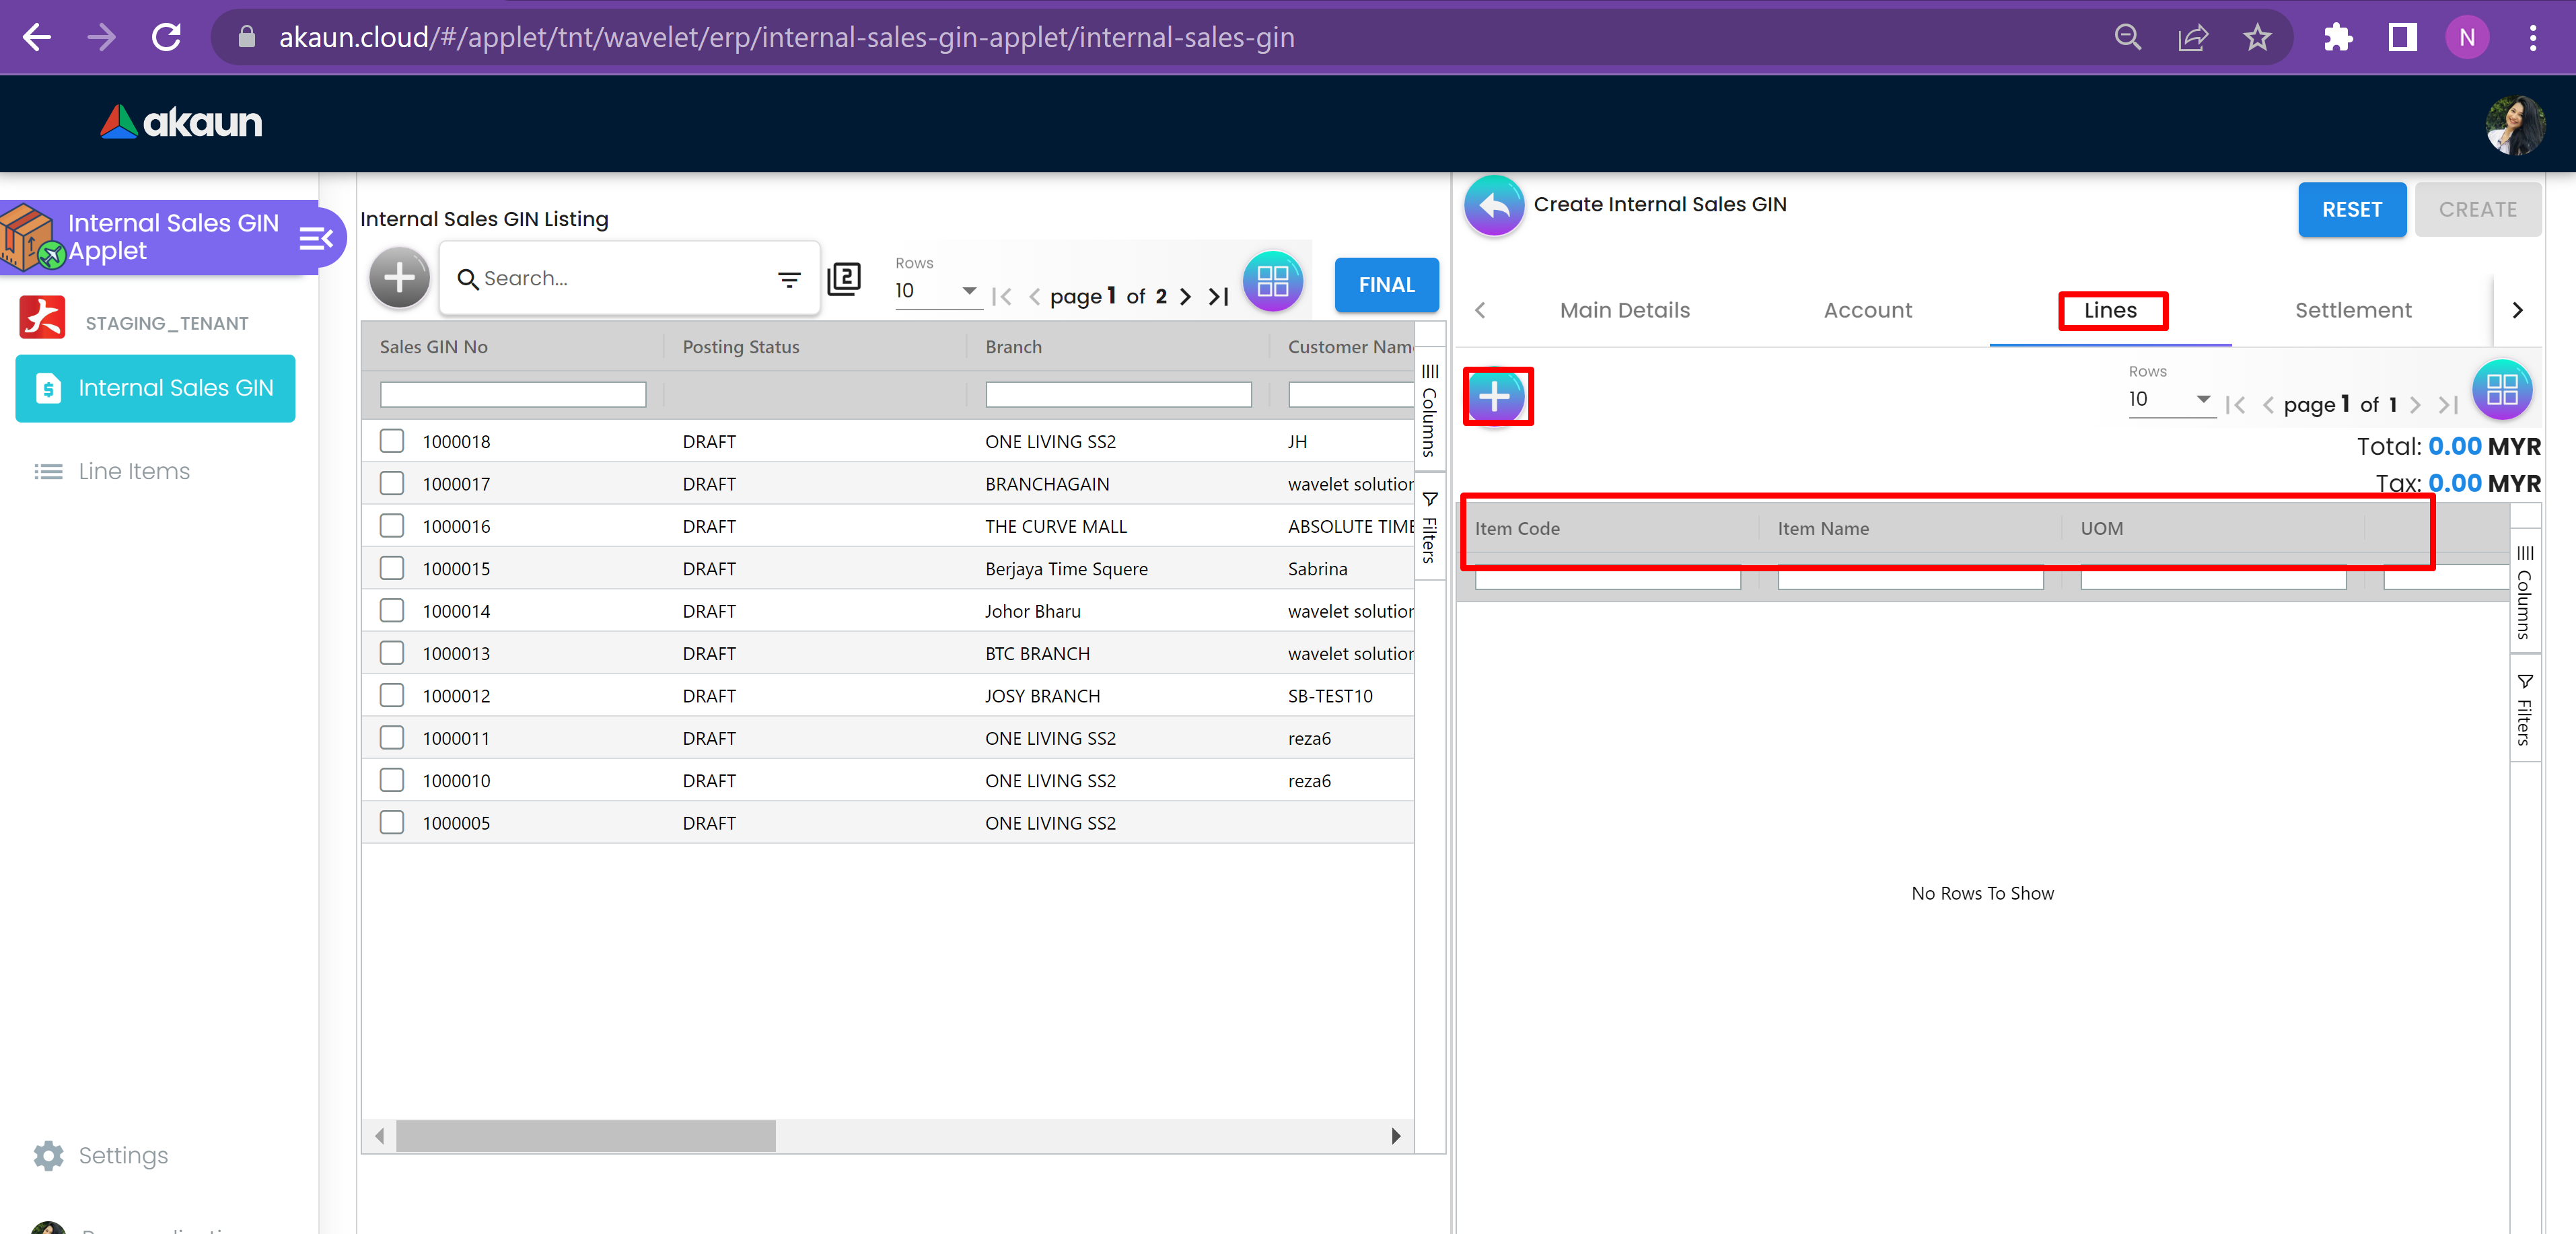 akaun.cloud/#/applet/tnt/wavelet/erp/internal-sales-gin-applet/internal-sales-gin
N
akaun
Internal Sales GIN
Applet
STAGING_TENANT
Internal Sales GIN
Line Items
Settings
Internal Sales GIN Listing
Search...
2
Rows
10
page 1 of 2
FINAL
Sales GIN No Posting Status Branch Customer Nam
1000018 DRAFT ONE LIVING SS2 JH
1000017 DRAFT BRANCHAGAIN wavelet solution
1000016 DRAFT THE CURVE MALL ABSOLUTE TIME
1000015 DRAFT Berjaya Time Squere Sabrina
1000014 DRAFT Johor Bharu wavelet solution
1000013 DRAFT BTC BRANCH wavelet solution
1000012 DRAFT JOSY BRANCH SB-TEST10
1000011 DRAFT ONE LIVING SS2 reza6
1000010 DRAFT ONE LIVING SS2 reza6
1000005 DRAFT ONE LIVING SS2
Columns
Filters
Create Internal Sales GIN
RESET
CREATE
Main Details Account Lines Settlement
Rows
10
page 1 of 1
Total: 0.00 MYR
Tax: 0.00 MYR
Item Code Item Name UOM
No Rows To Show
Columns
Filters